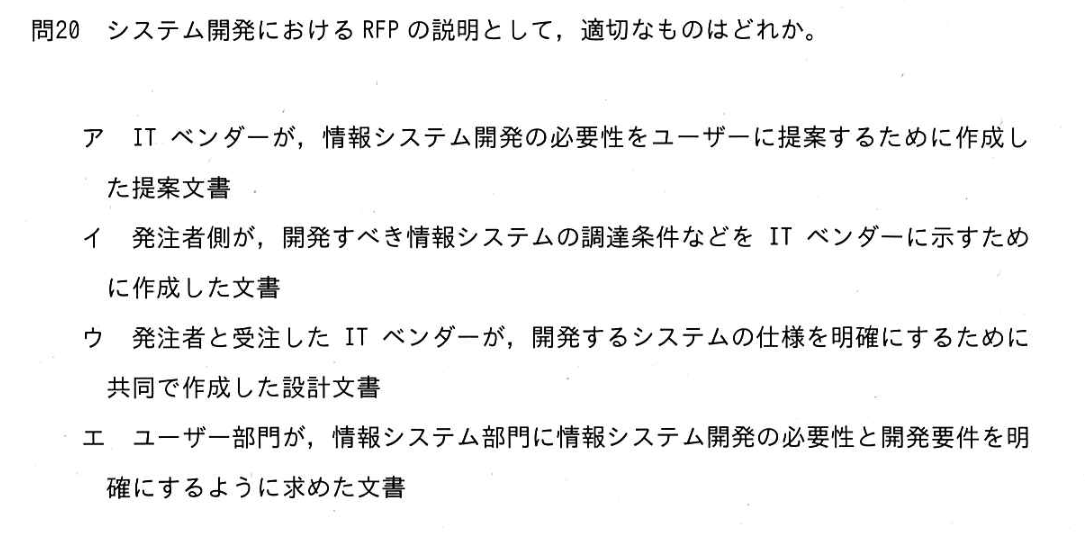 問20 システム開発におけるRFPの説明として，適切なものはどれか。
ア IT ベンダーが，情報システム開発の必要性をユーザーに提案するために作成し
た提案文書
イ 発注者側が，開発すべき情報システムの調達条件などを IT ベンダーに示すため
に作成した文書
ウ 発注者と受注した IT ベンダーが，開発するシステムの仕様を明確にするために
共同で作成した設計文書
エ ユーザー部門が，情報システム部門に情報システム開発の必要性と開発要件を明
確にするように求めた文書